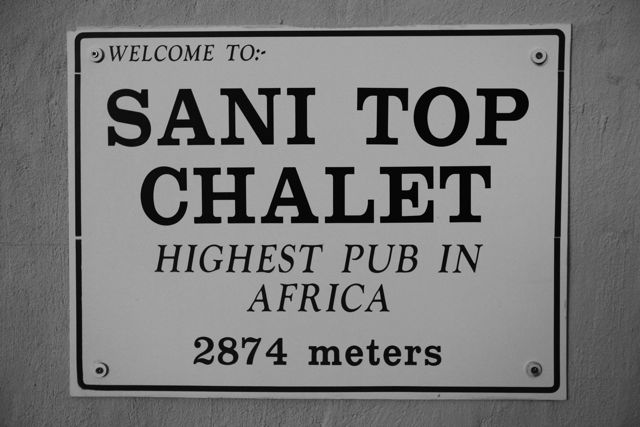 WELCOME TO:-
SANI TOP
CHALET
HIGHEST PUB IN
AFRICA
2874 meters